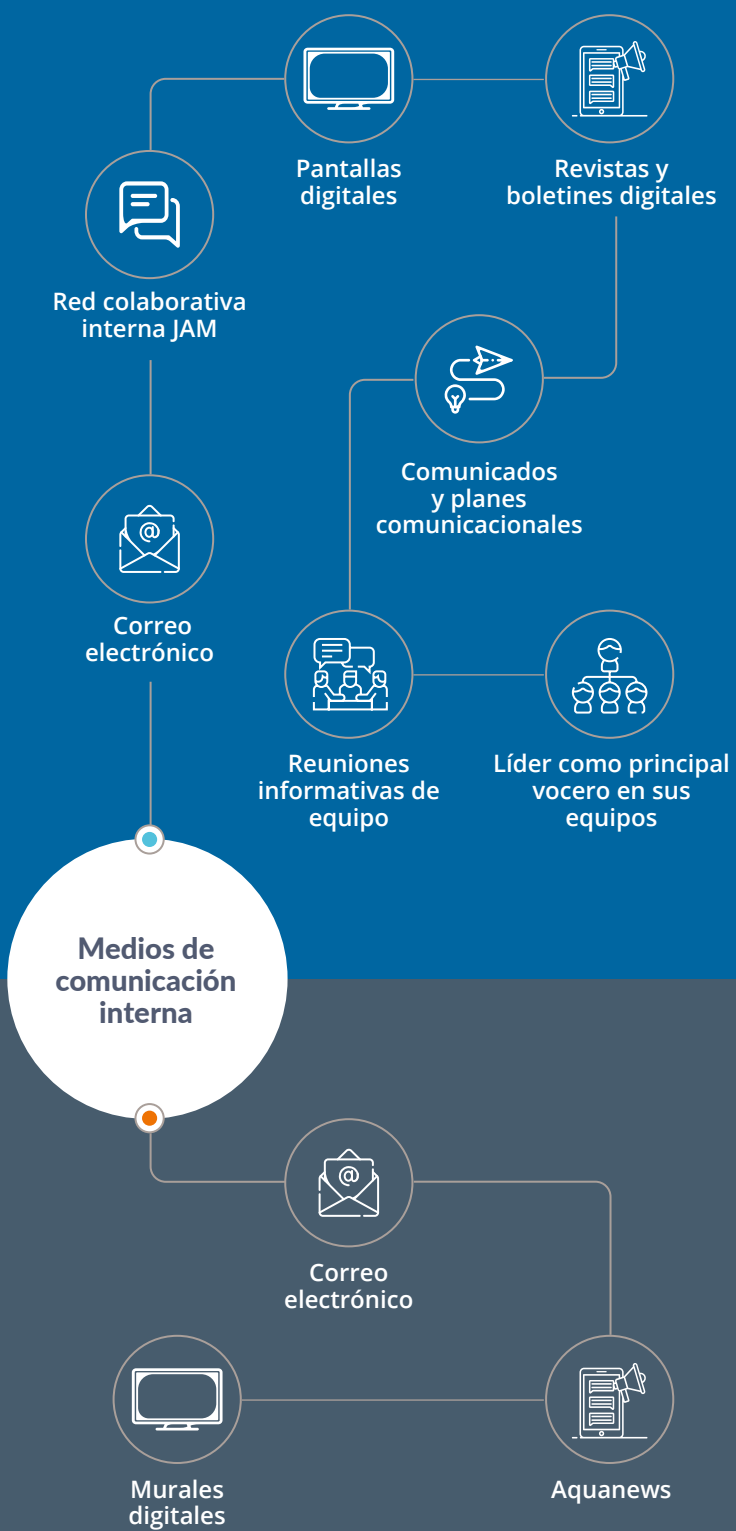 Pantallas
digitales
Revistas y
boletines digitales
Red colaborativa
interna JAM
Comunicados
y planes
comunicacionales
Correo
electrónico
Reuniones
informativas de
equipo
Líder como principal
vocero en sus
equipos
Medios de
comunicación
interna
Correo
electrónico
Murales
digitales
Aquanews